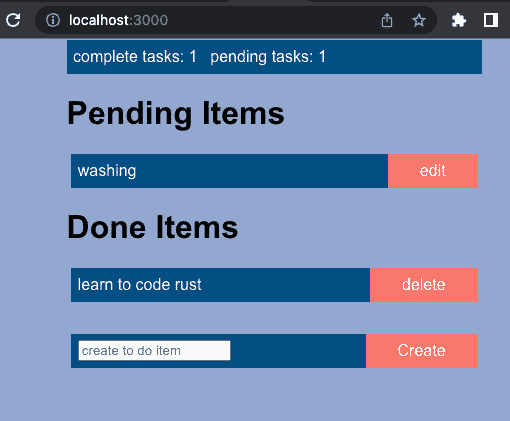 localhost:3000
complete tasks: 1 pending tasks: 1
Pending Items
washing edit
Done Items
learn to code rust delete
create to do item Create